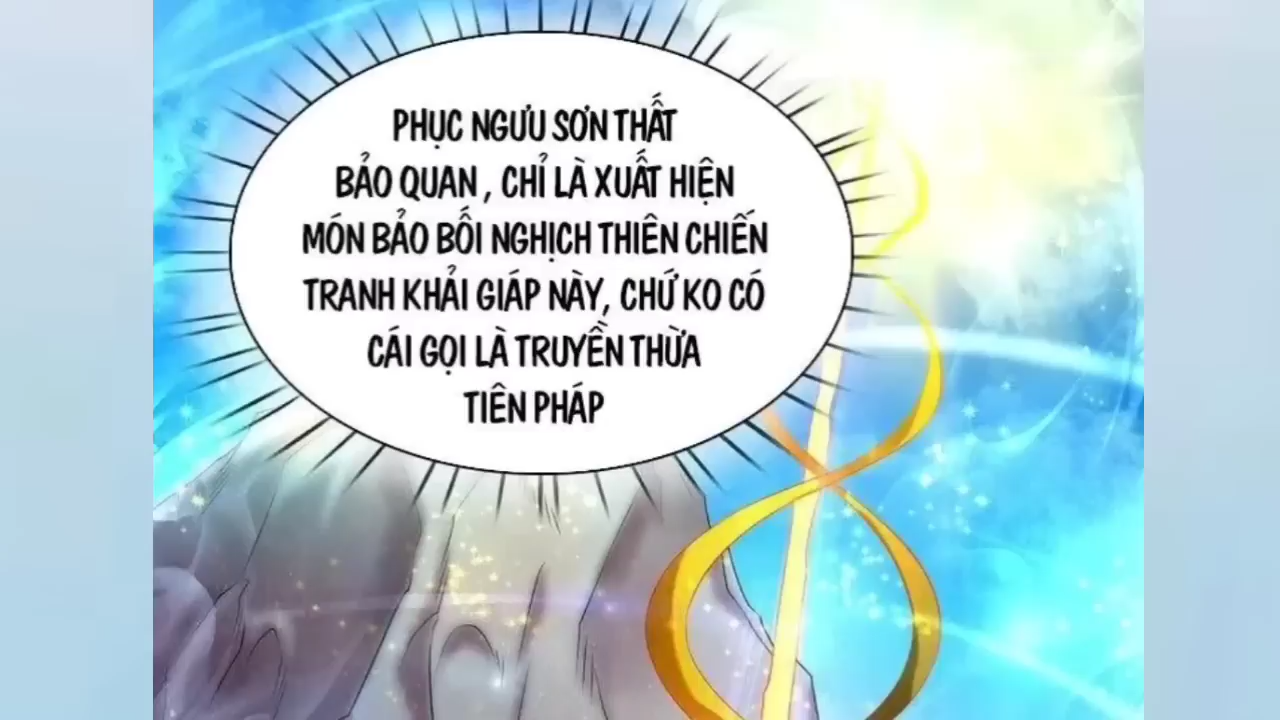 PHỤC NGƯU SƠN THẤT
BẢO QUAN, CHỈ LÀ XUẤT HIỆN
MÓN BẢO BỐI NGHỊCH THIÊN CHIẾN
TRANH KHẢI GIÁP NÀY, CHỨ KO CÓ
CÁI GỌI LÀ TRUYỀN THỪA
TIÊN PHÁP